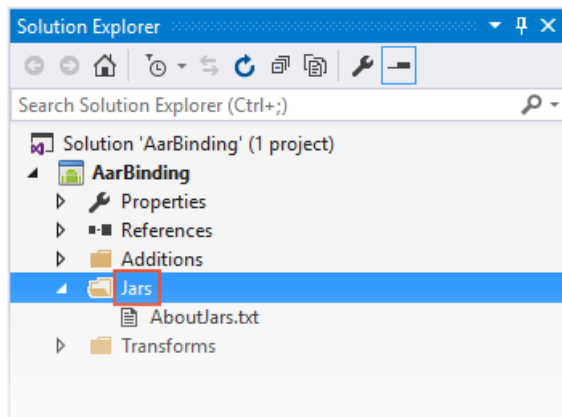 Solution Explorer
Search Solution Explorer (Ctrl+;)
Solution 'AarBinding' (1 project)
AarBinding
Properties
References
Additions
Jars
AboutJars.txt
Transforms